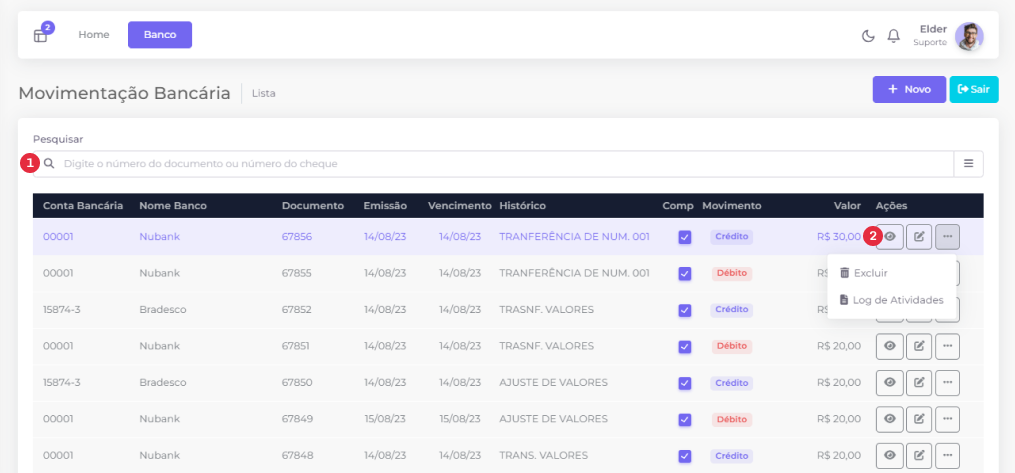 2 Home Banco Elder
Suporte
Movimentação Bancária Lista + Novo Sair
Pesquisar
1 Digite o número do documento ou número do cheque
Conta Bancária Nome Banco Documento Emissão Vencimento Histórico Comp Movimento Valor Ações
00001 Nubank 67856 14/08/23 14/08/23 TRANFERÊNCIA DE NUM. 001 Crédito R$ 30,00 2
00001 Nubank 67855 14/08/23 14/08/23 TRANFERÊNCIA DE NUM. 001 Débito R$ Excluir
15874-3 Bradesco 67852 14/08/23 14/08/23 TRASNF. VALORES Crédito R$ Log de Atividades
00001 Nubank 67851 14/08/23 14/08/23 TRASNF. VALORES Débito R$ 20,00
15874-3 Bradesco 67850 14/08/23 14/08/23 AJUSTE DE VALORES Crédito R$ 20,00
00001 Nubank 67849 15/08/23 15/08/23 AJUSTE DE VALORES Débito R$ 20,00
00001 Nubank 67848 14/08/23 14/08/23 TRANS. VALORES Crédito R$ 20,00